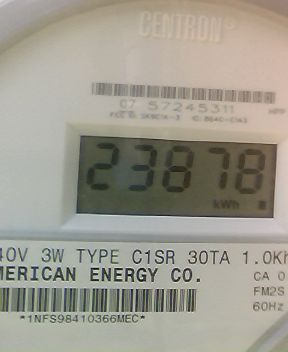 CENTRON®
07 57245311
23878
kWh
40V 3W TYPE C1SR 30TA 1.0Kh
MERICAN ENERGY CO.
CA 0
FM2S
60Hz
*1NFS98410366MEC*